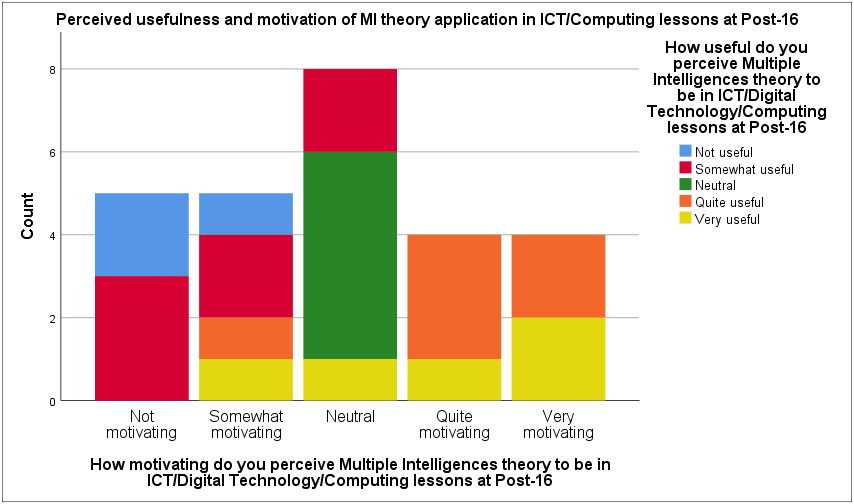 Perceived usefulness and motivation of MI theory application in ICT/Computing lessons at Post-16
How useful do you
perceive Multiple
Intelligences theory to
be in ICT/Digital
Technology/Computing
lessons at Post-16
Not useful
Somewhat useful
Neutral
Quite useful
Very useful
Count
8
6
4
2
0
Not
motivating
Somewhat
motivating
Neutral
Quite
motivating
Very
motivating
How motivating do you perceive Multiple Intelligences theory to be in
ICT/Digital Technology/Computing lessons at Post-16